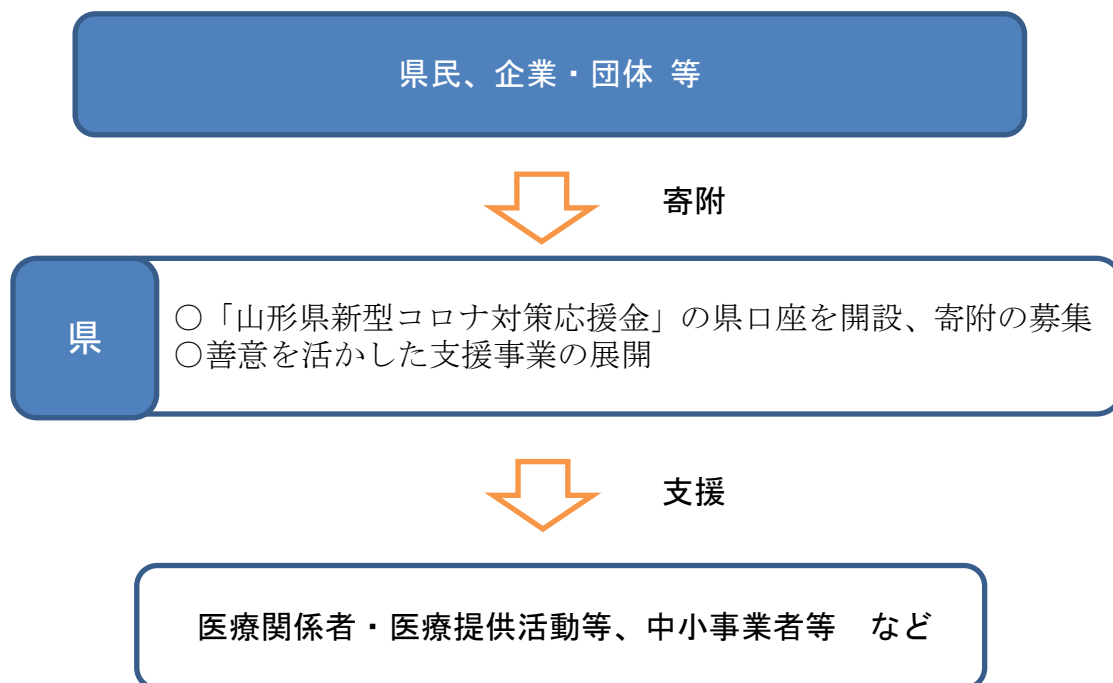 県民、企業・団体 等
寄附
県
○「山形県新型コロナ対策応援金」の県口座を開設、寄附の募集
○善意を活かした支援事業の展開
支援
医療関係者・医療提供活動等、中小事業者等　など